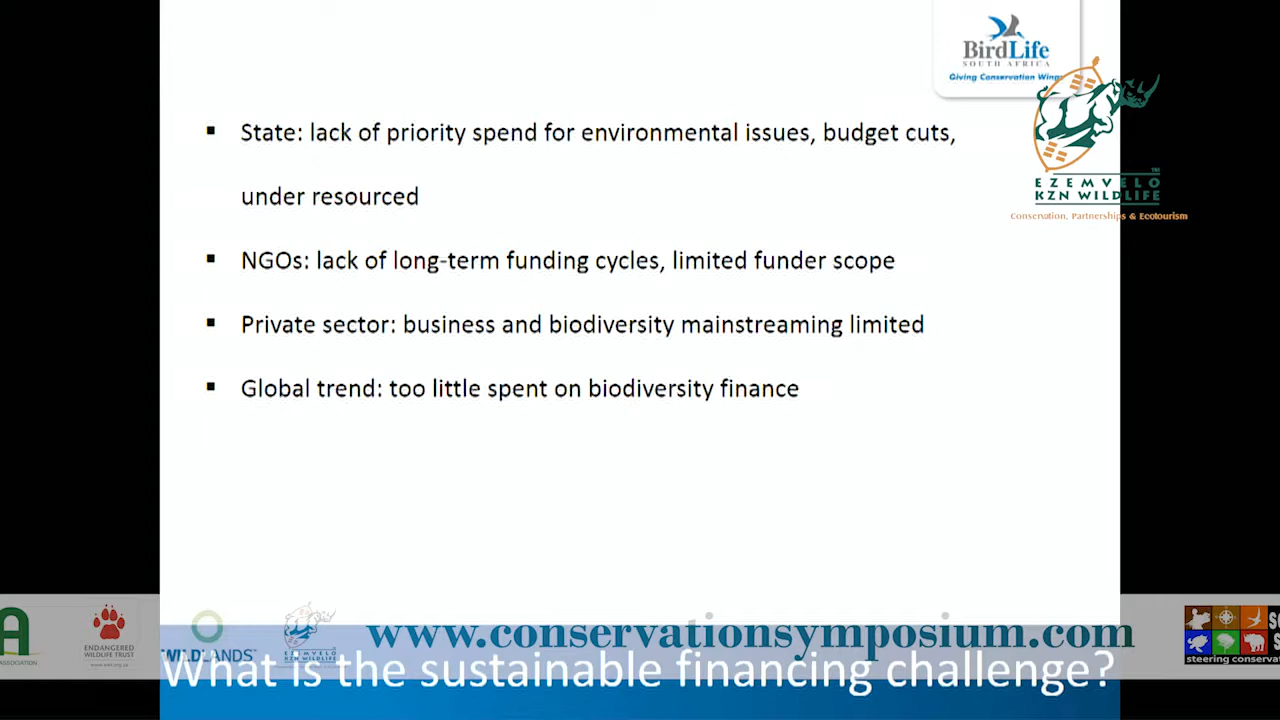 BirdLife
SOUTH AFRICA
Giving Conservation Wings
▪ State: lack of priority spend for environmental issues, budget cuts,
under resourced
▪ NGOs: lack of long-term funding cycles, limited funder scope
▪ Private sector: business and biodiversity mainstreaming limited
▪ Global trend: too little spent on biodiversity finance
EZEMVELO
KZN WILDLIFE
Conservation, Partnerships & Ecotourism
A
ASSOCIATION
ENDANGERED
WILDLIFE TRUST
WILDLANDS
EZEMVELO
KZN WILDLIFE
www.conservationsymposium.com
steering conserva
What is the sustainable financing challenge?